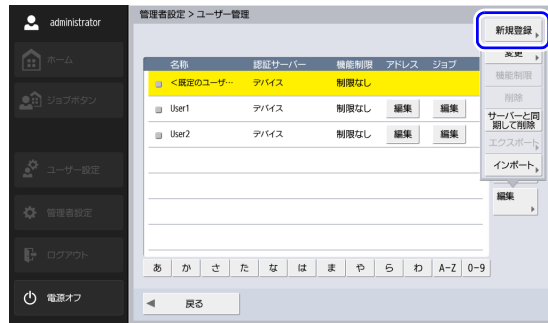 administrator
ホーム
ジョブボタン
ユーザー設定
管理者設定
ログアウト
電源オフ
管理者設定 > ユーザー管理
名称 認証サーバー 機能制限 アドレス ジョブ
<既定のユーザ… デバイス 制限なし
User1 デバイス 制限なし 編集 編集
User2 デバイス 制限なし 編集 編集
あ か さ た な は ま や ら わ A-Z 0-9
戻る
新規登録
変更
機能制限
削除
サーバーと同
期して削除
エクスポート
インポート
編集